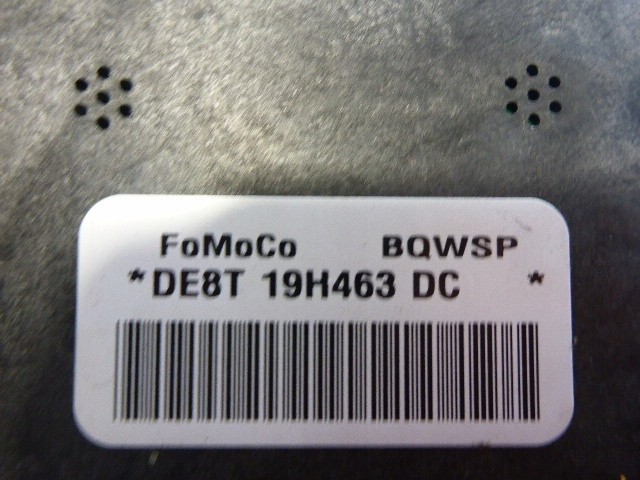 FoMoCo BQWSP
*DE8T 19H463 DC *